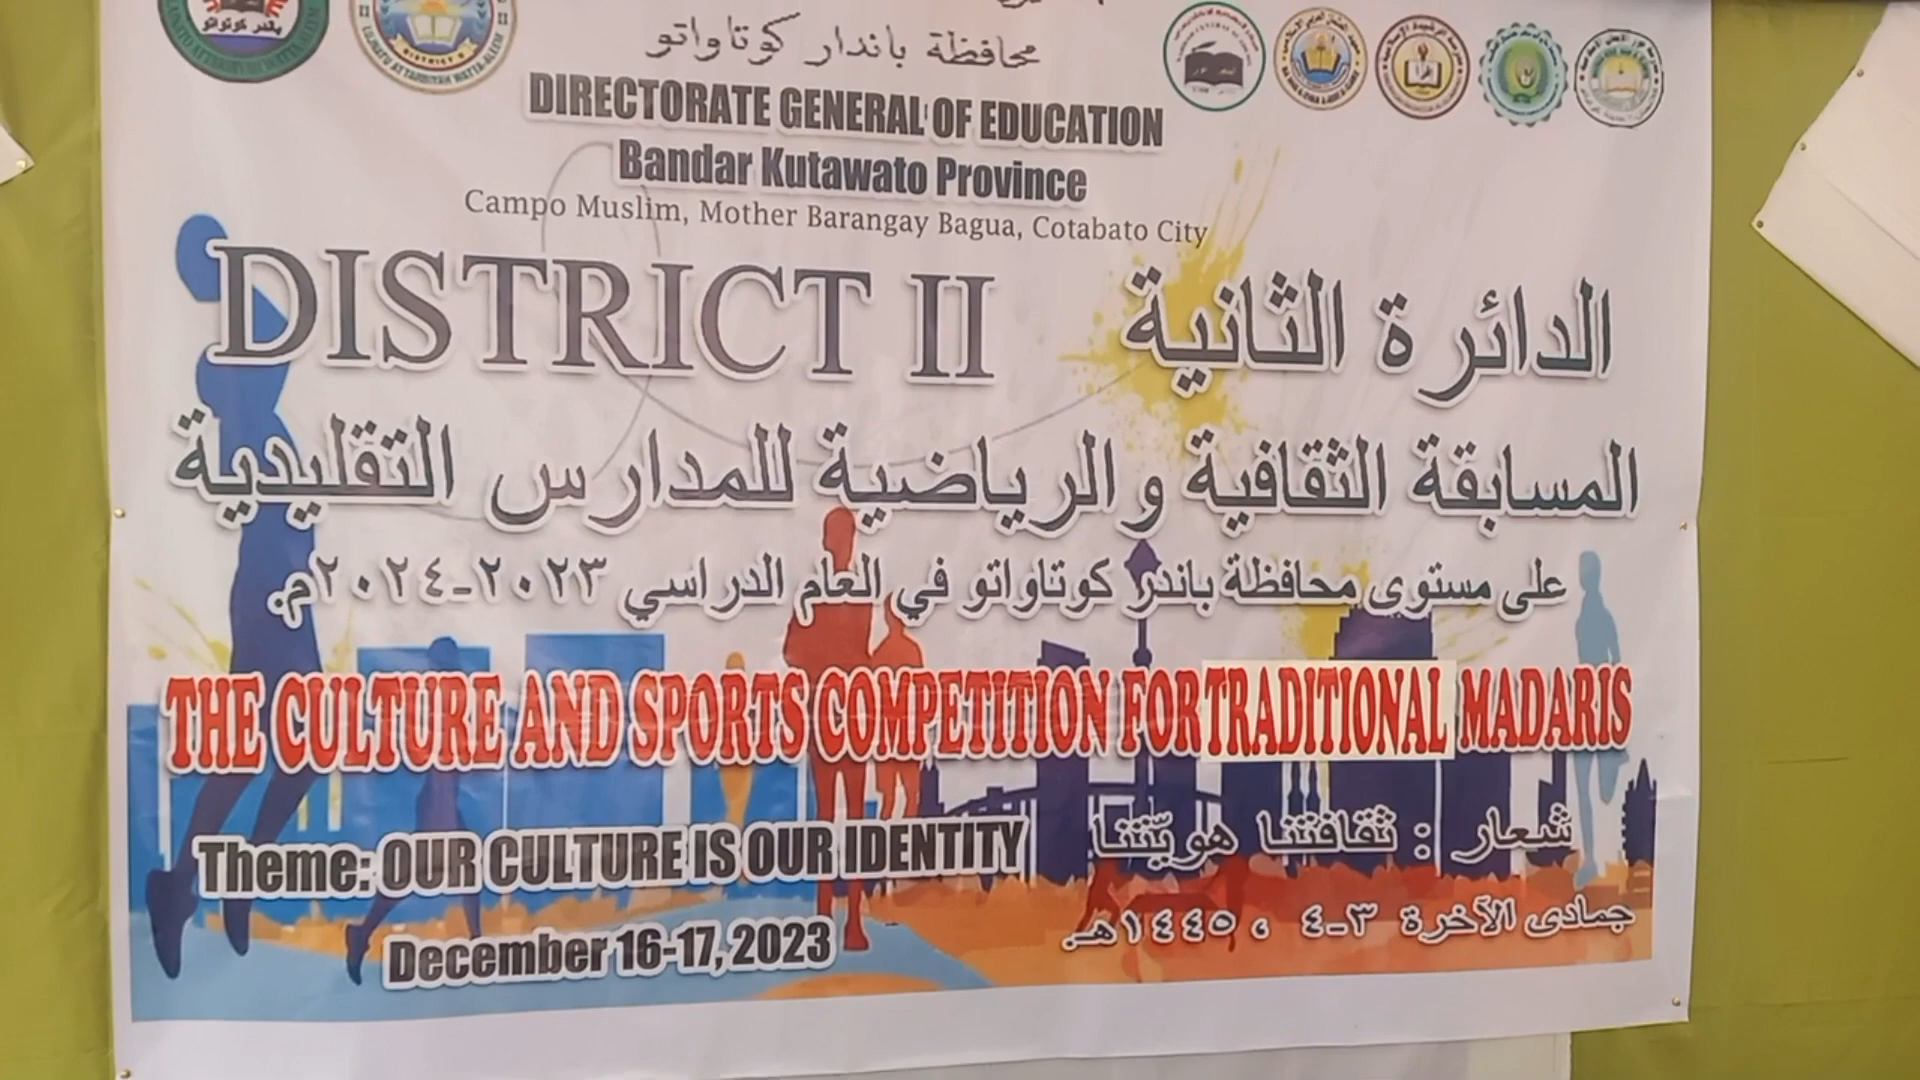 محافظة باندار كوتاواتو
DIRECTORATE GENERAL OF EDUCATION
Bandar Kutawato Province
Campo Muslim, Mother Barangay Bagua, Cotabato City
DISTRICT II الدائرة الثانية
المسابقة الثقافية والرياضية للمدارس التقليدية
على مستوى محافظة باندر كوتاواتو في العام الدراسي ٢٠٢٣-٢٠٢٤م.
THE CULTURE AND SPORTS COMPETITION FOR TRADITIONAL MADARIS
Theme: OUR CULTURE IS OUR IDENTITY
شعار : ثقافتنا هويّتنا
December 16-17, 2023
جمادى الآخرة ٣-٤ ، ١٤٤٥هـ